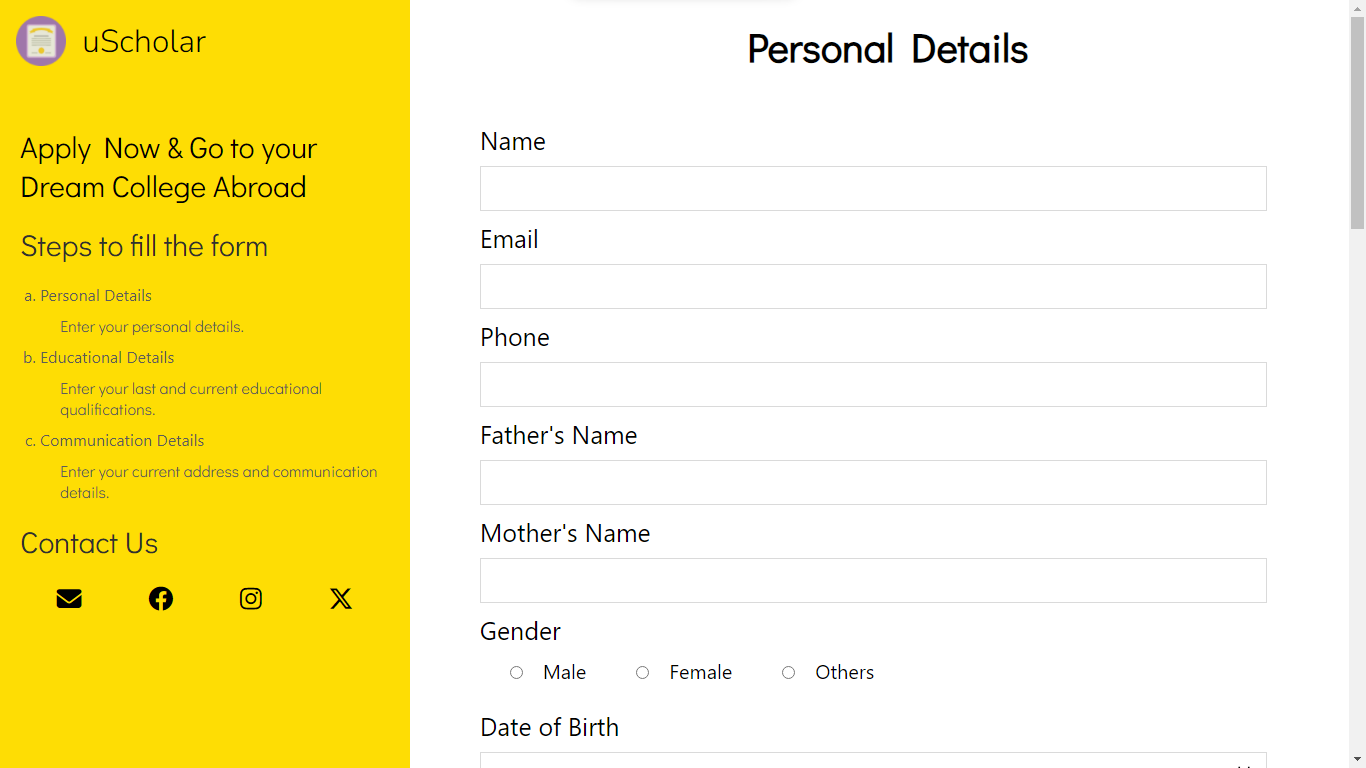 uScholar
Apply Now & Go to your
Dream College Abroad
Steps to fill the form
a. Personal Details
Enter your personal details.
b. Educational Details
Enter your last and current educational
qualifications.
c. Communication Details
Enter your current address and communication
details.
Contact Us
Personal Details
Name
Email
Phone
Father's Name
Mother's Name
Gender
Male Female Others
Date of Birth